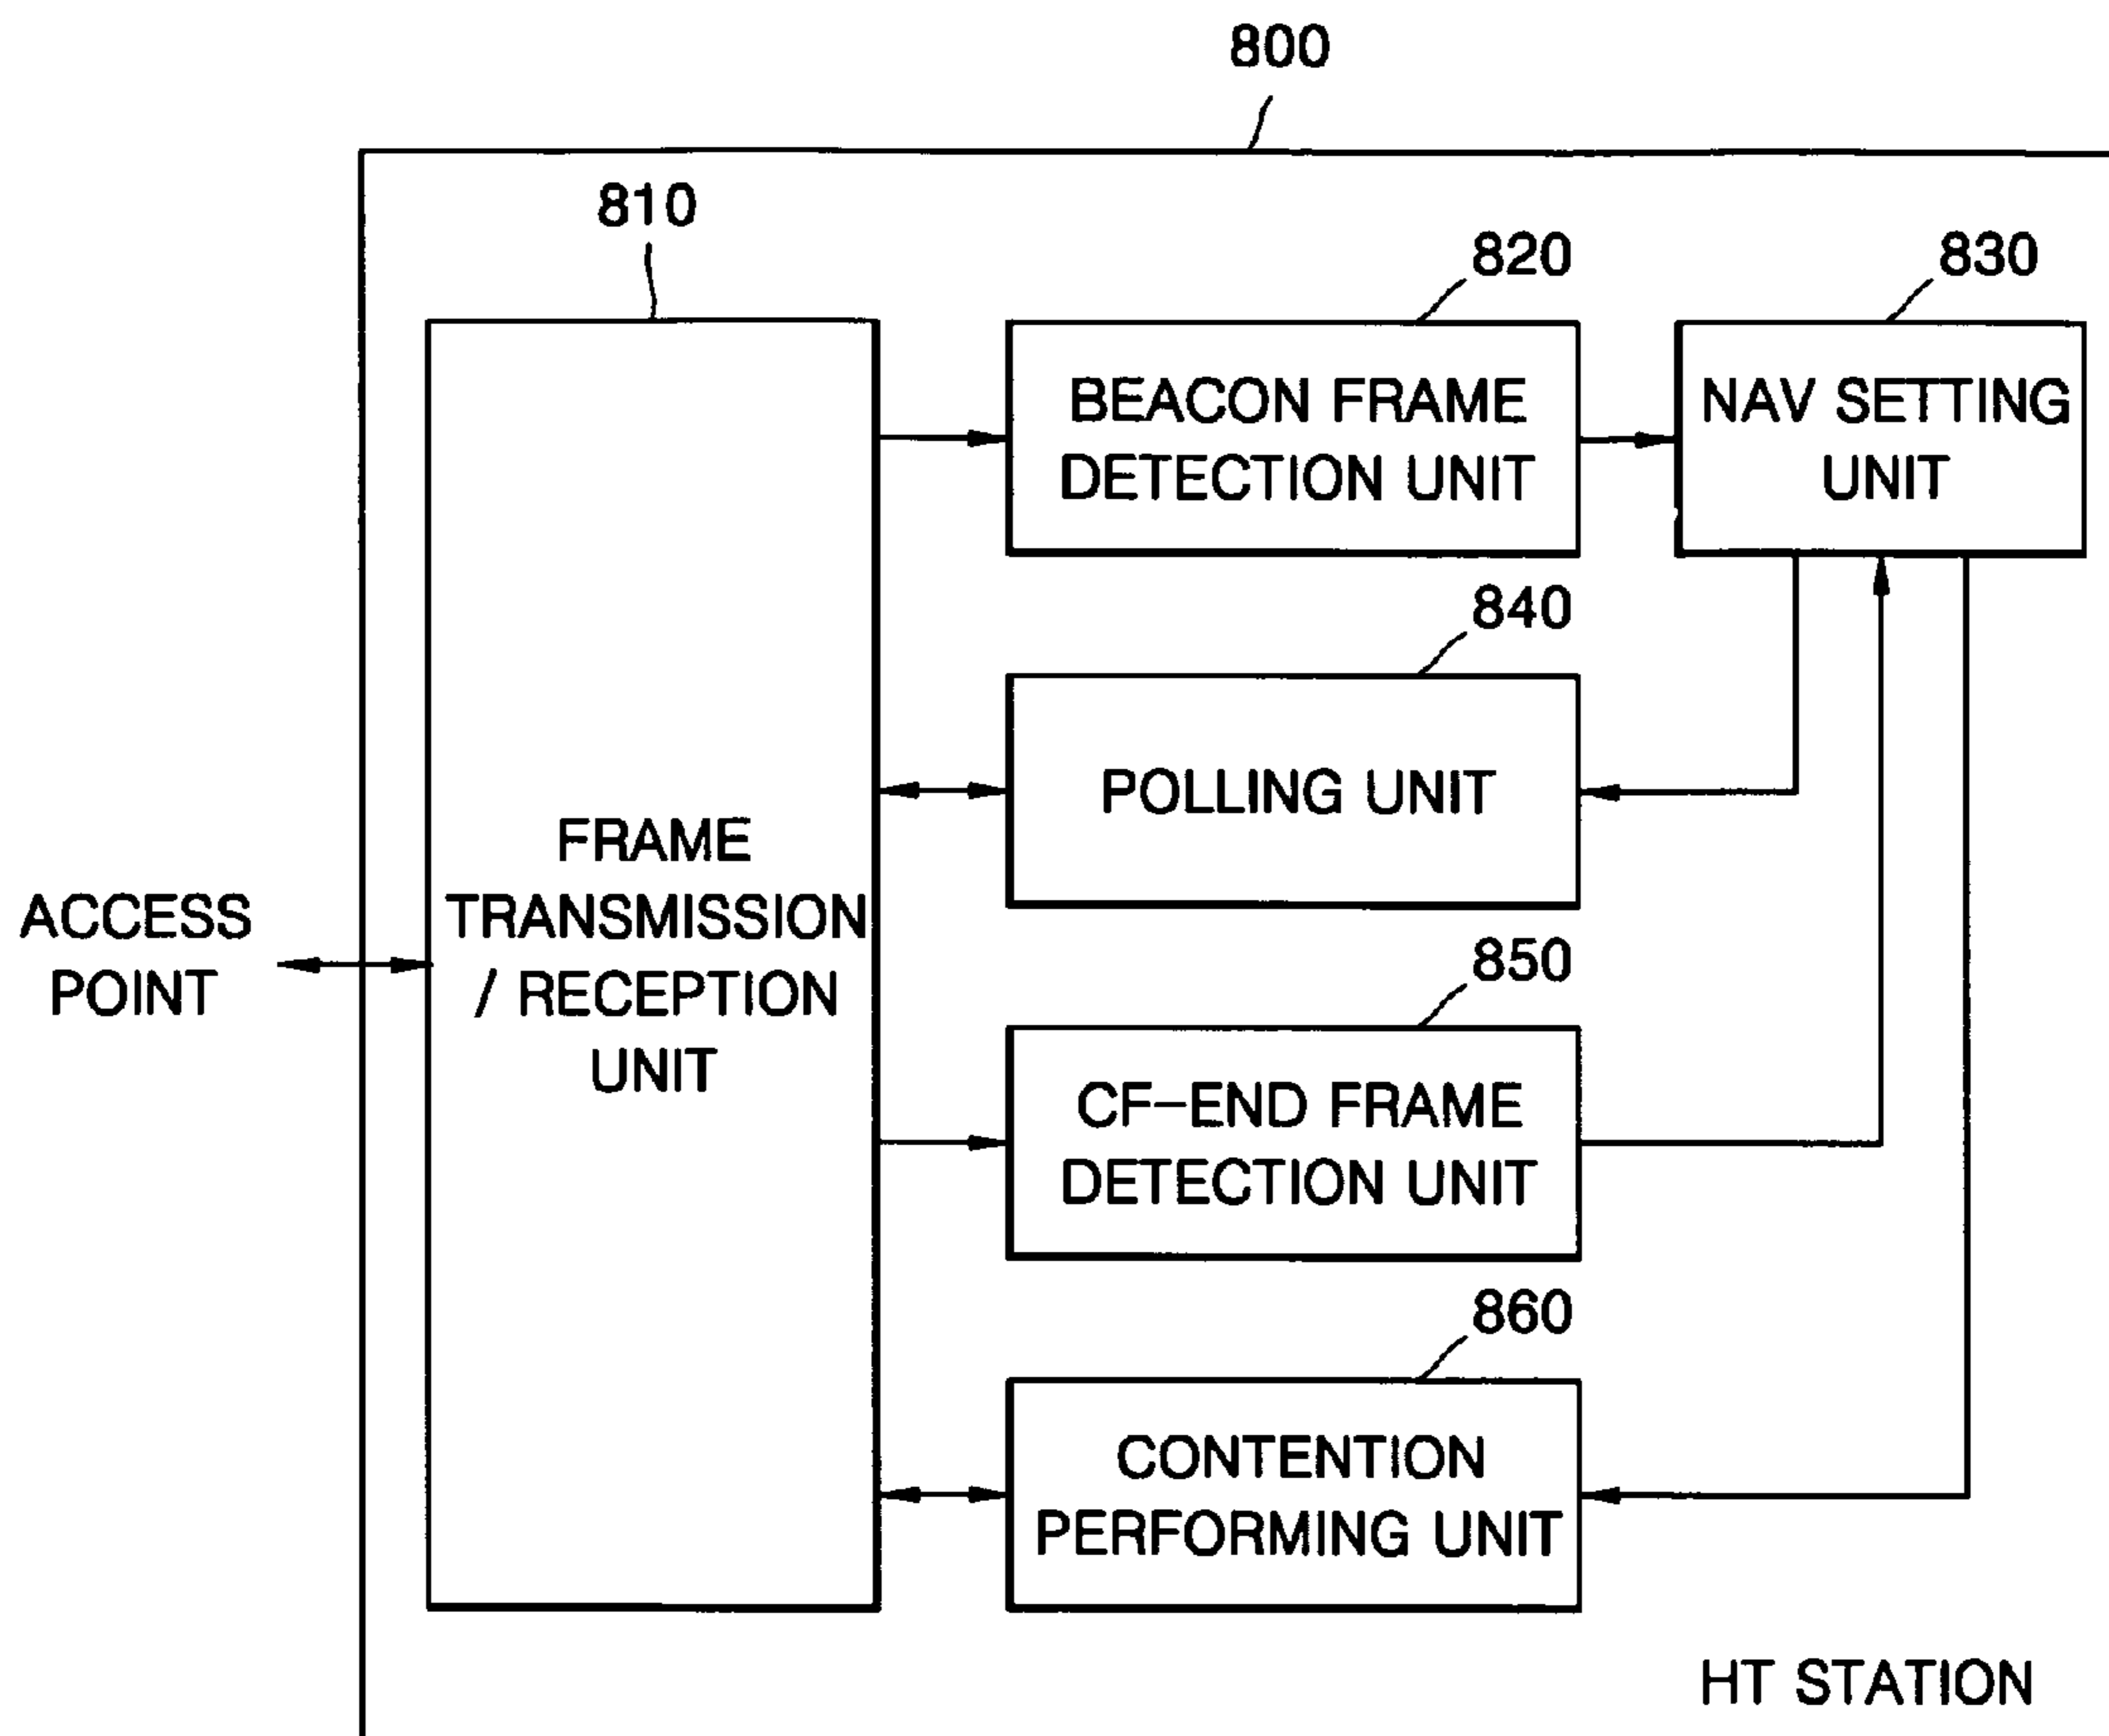 800
810
820
830
BEACON FRAME
DETECTION UNIT
NAV SETTING
UNIT
840
POLLING UNIT
FRAME
TRANSMISSION
/ RECEPTION
UNIT
ACCESS
POINT
850
CF-END FRAME
DETECTION UNIT
860
CONTENTION
PERFORMING UNIT
HT STATION